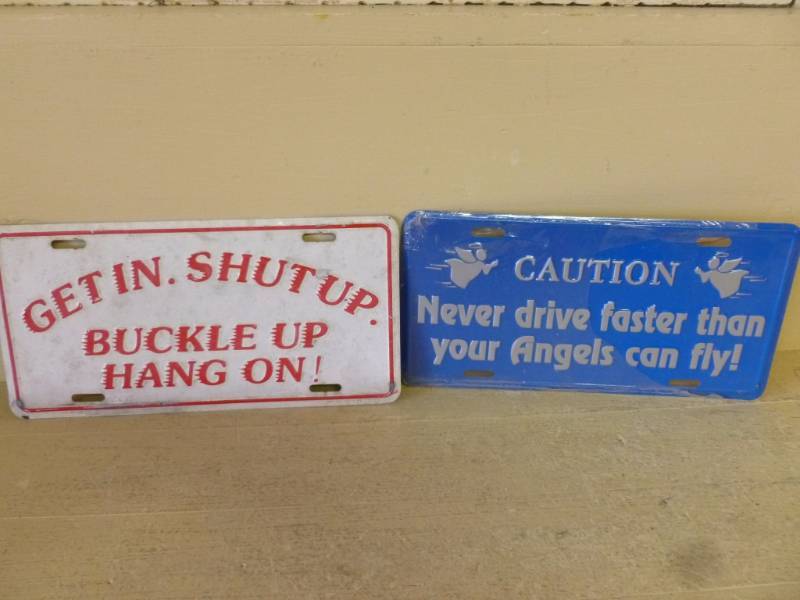 GET IN. SHUT UP.
BUCKLE UP
HANG ON!
CAUTION
Never drive faster than
your Angels can fly!